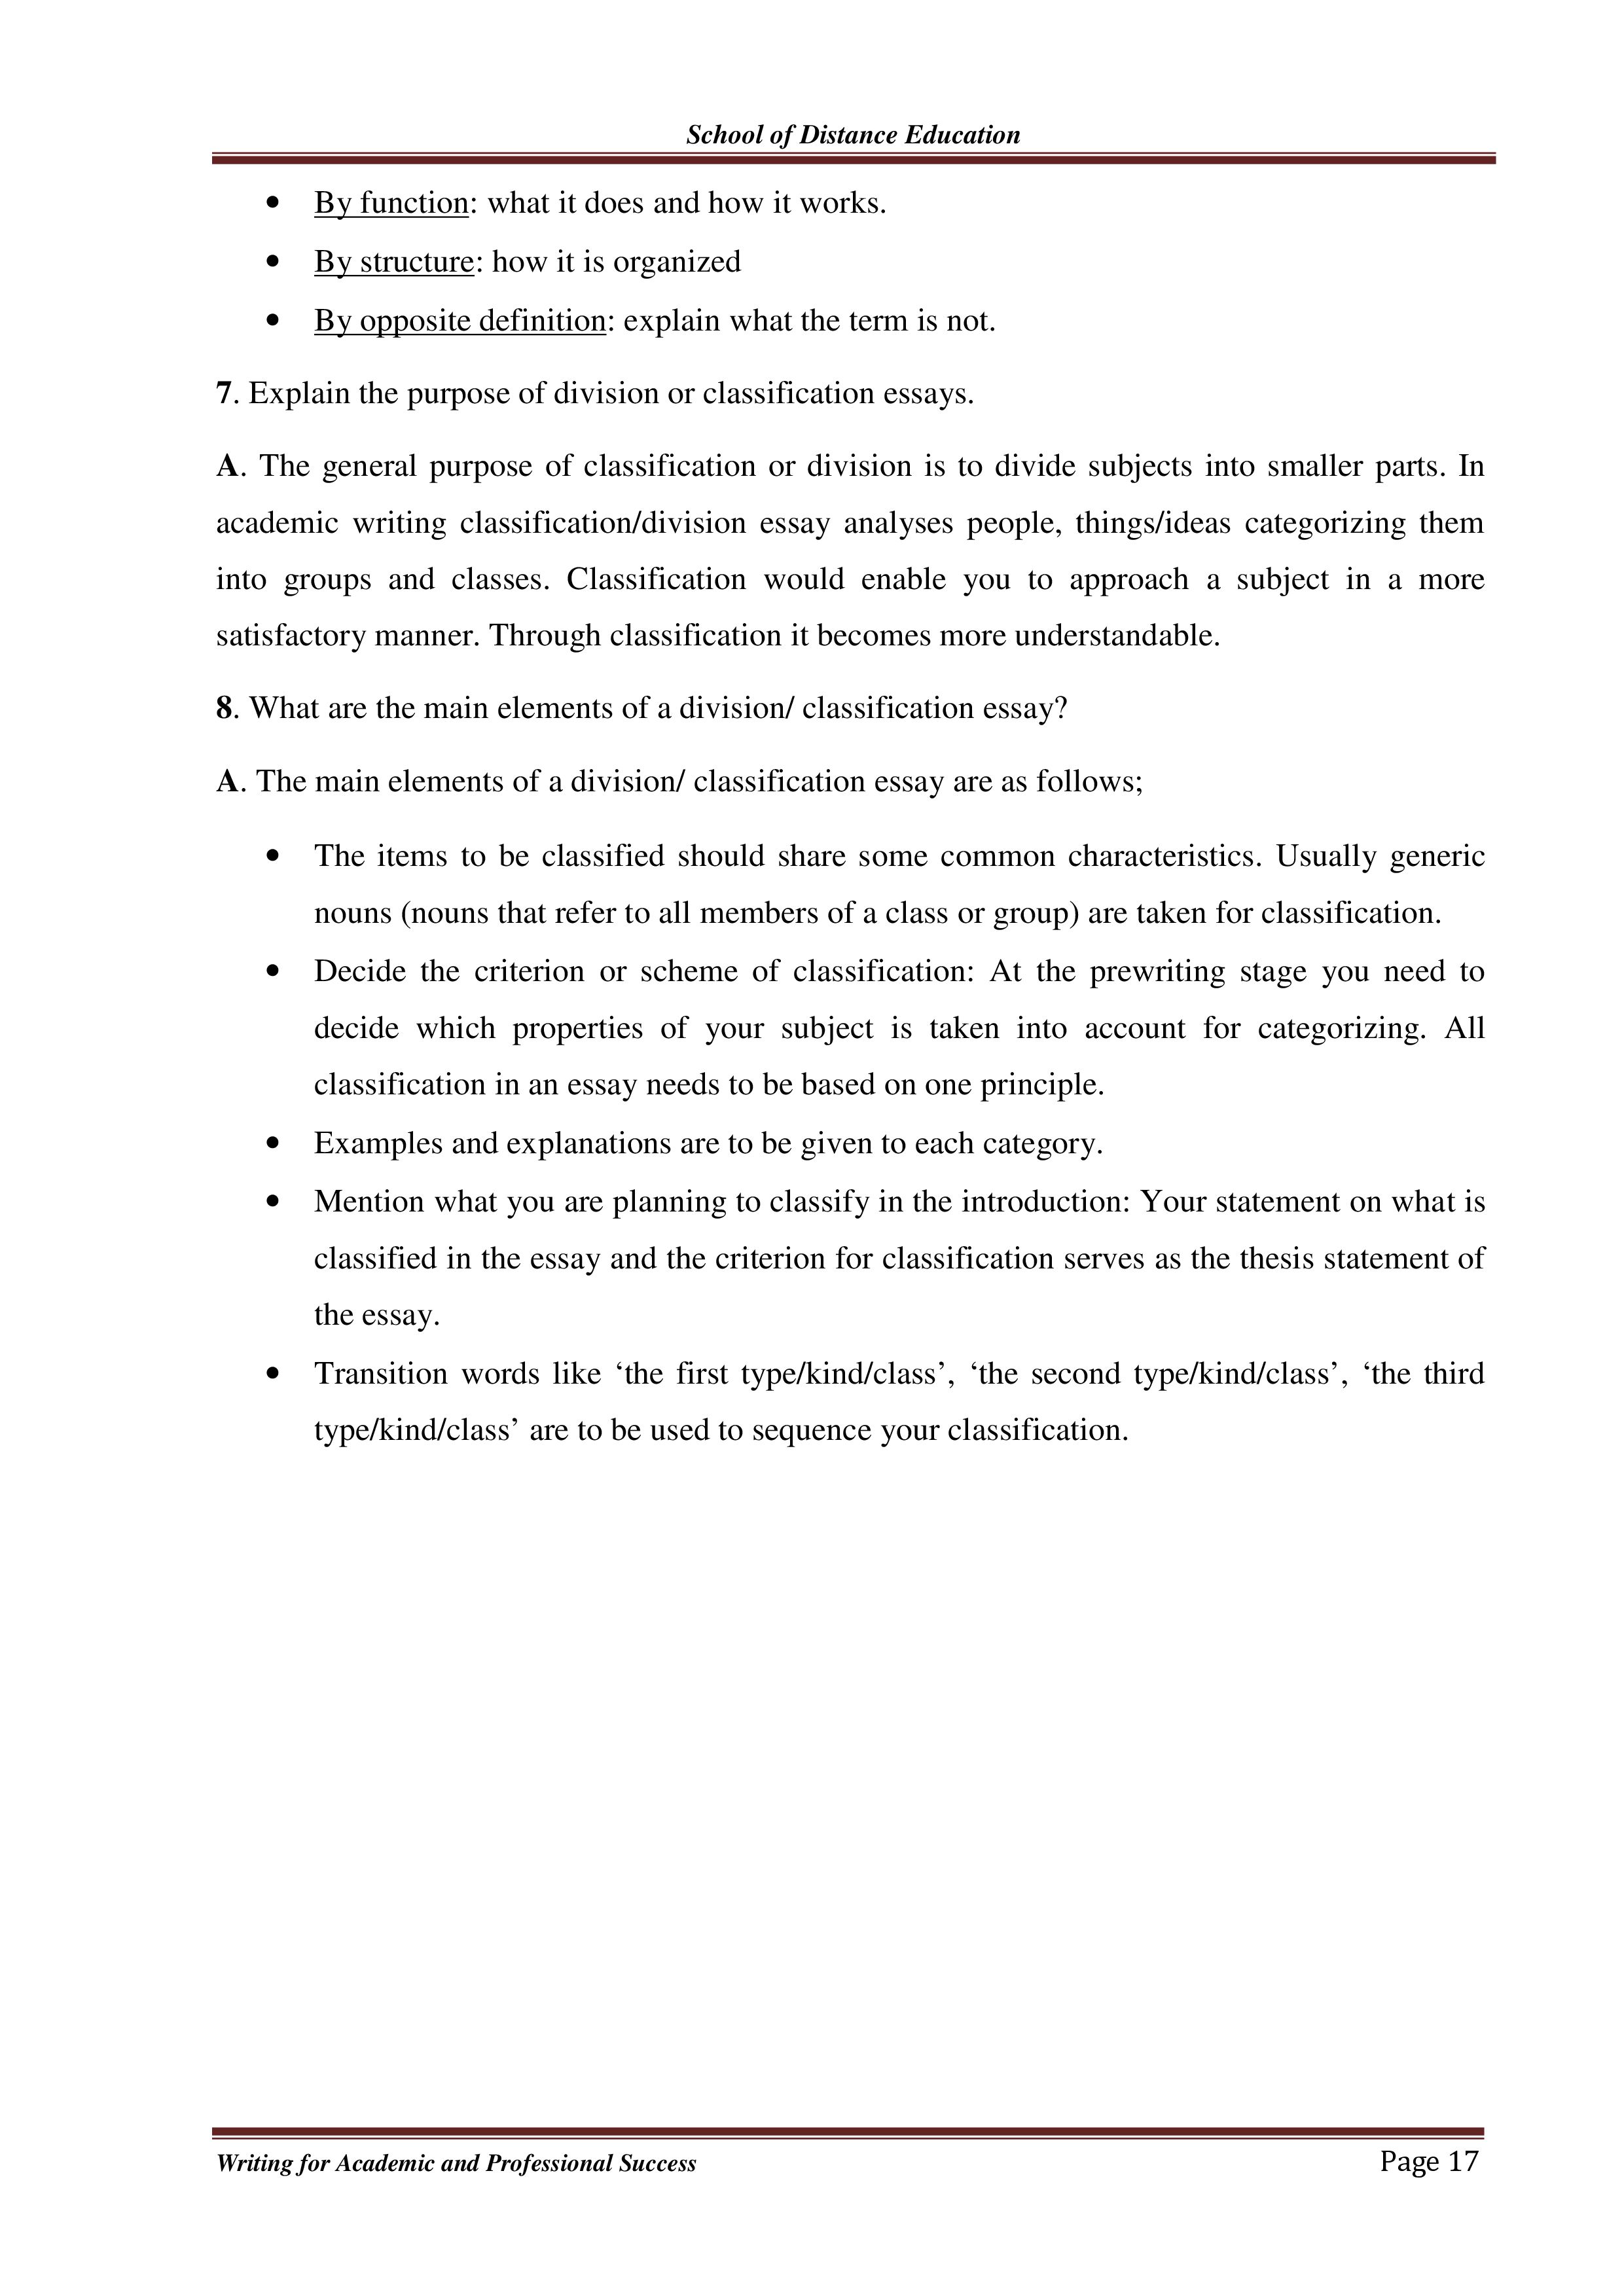 School of Distance Education
• By function: what it does and how it works.
• By structure: how it is organized
• By opposite definition: explain what the term is not.
7. Explain the purpose of division or classification essays.
A. The general purpose of classification or division is to divide subjects into smaller parts. In
academic writing classification/division essay analyses people, things/ideas categorizing them
into groups and classes. Classification would enable you to approach a subject in a more
satisfactory manner. Through classification it becomes more understandable.
8. What are the main elements of a division/ classification essay?
A. The main elements of a division/ classification essay are as follows;
• The items to be classified should share some common characteristics. Usually generic
nouns (nouns that refer to all members of a class or group) are taken for classification.
• Decide the criterion or scheme of classification: At the prewriting stage you need to
decide which properties of your subject is taken into account for categorizing. All
classification in an essay needs to be based on one principle.
• Examples and explanations are to be given to each category.
• Mention what you are planning to classify in the introduction: Your statement on what is
classified in the essay and the criterion for classification serves as the thesis statement of
the essay.
• Transition words like ‘the first type/kind/class’, ‘the second type/kind/class’, ‘the third
type/kind/class’ are to be used to sequence your classification.
Writing for Academic and Professional Success Page 17